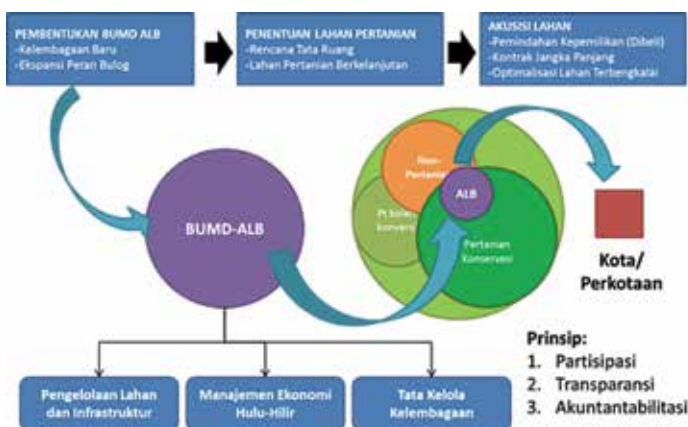 PEMBENTUKAN BUMD ALB
-Kelembagaan Baru
-Ekspansi Peran Bulog
PENENTUAN LAHAN PERTANIAN
-Rencana Tata Ruang
-Lahan Pertanian Berkelanjutan
AKUSISI LAHAN
-Pemindahan Kepemilikan (Dibeli)
-Kontrak Jangka Panjang
-Optimalisasi Lahan Terbengkalai
Non-
Pertanian
ALB
Pertanian
Konservasi
BUMD-ALB
Kota/
Perkotaan
Prinsip:
1. Partisipasi
2. Transparansi
3. Akuntantabilitasi
Pengelolaan Lahan
dan Infrastruktur
Manajemen Ekonomi
Hulu-Hilir
Tata Kelola
Kelembagaan